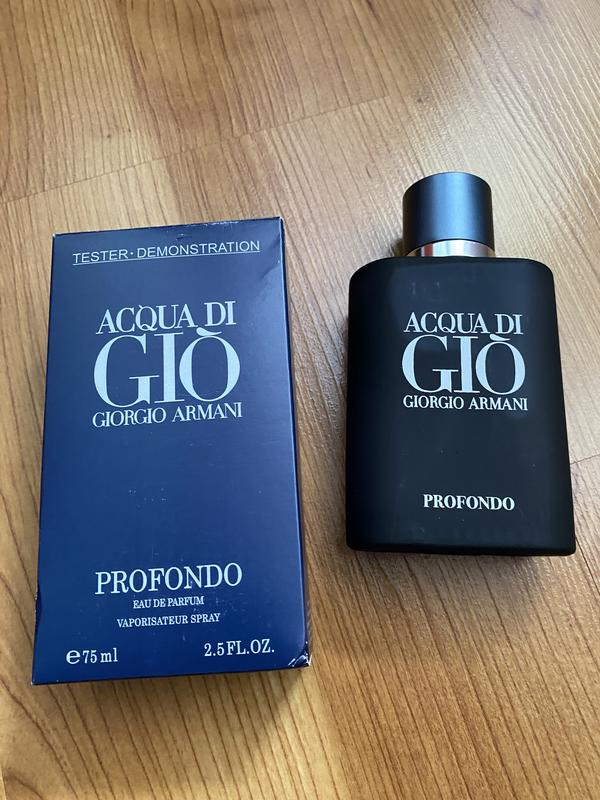 TESTER·DEMONSTRATION
ACQUA DI
GIÒ
GIORGIO ARMANI
PROFONDO
EAU DE PARFUM
VAPORISATEUR SPRAY
℮75 ml 2.5 FL.OZ.
ACQUA DI
GIÒ
GIORGIO ARMANI
PROFONDO